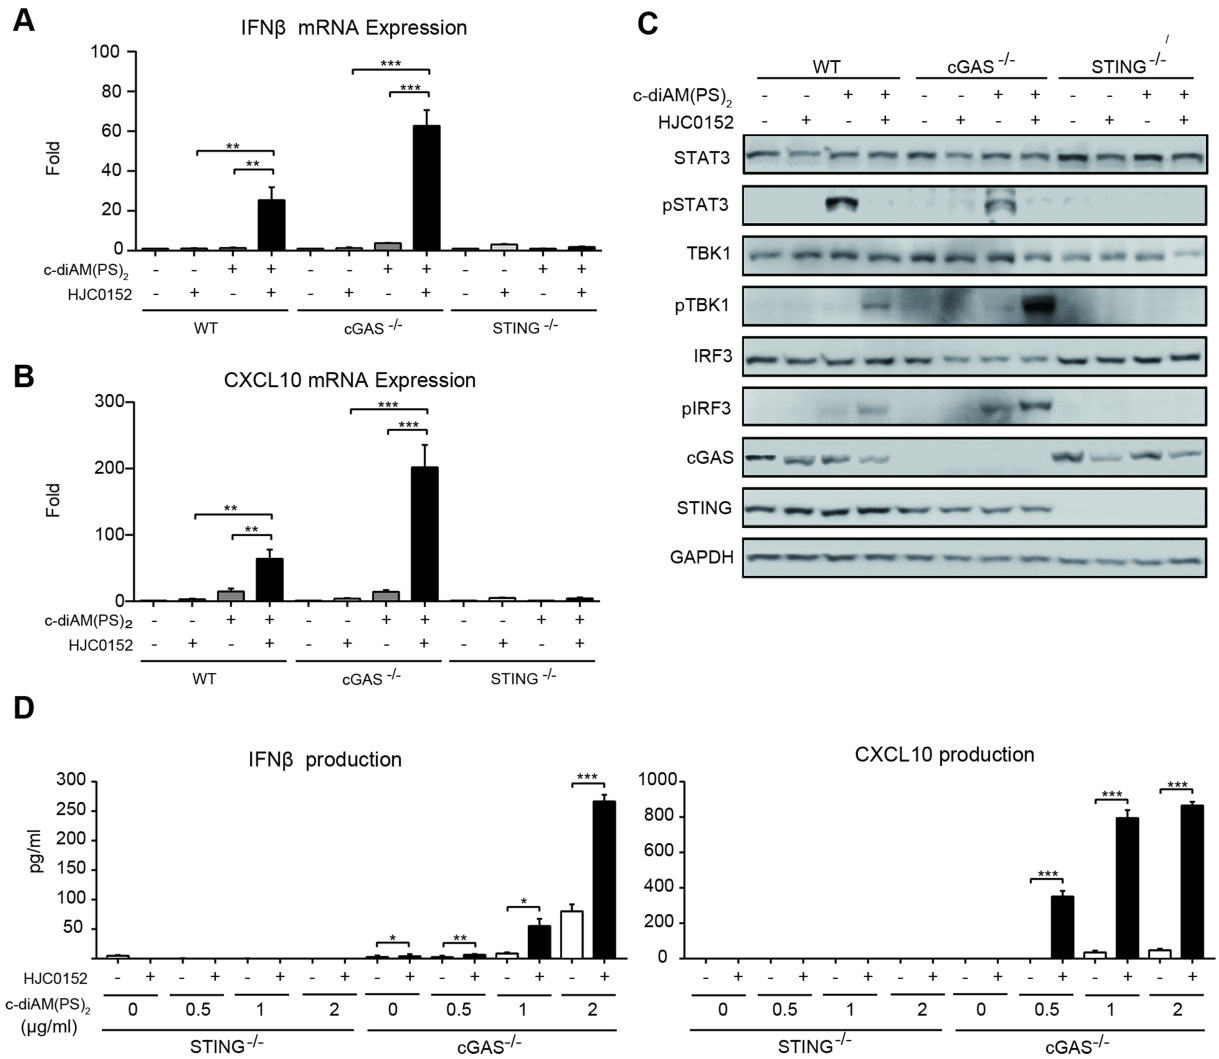 A
IFNβ mRNA Expression
100
80
60
40
20
0
Fold
*** 
***
**
**
c-diAM(PS)2 - - + + - - + + - - + +
HJC0152 - + - + - + - + - + - +
WT cGAS -/- STING -/-
B
CXCL10 mRNA Expression
300
200
100
0
Fold
***
***
**
**
c-diAM(PS)2 - - + + - - + + - - + +
HJC0152 - + - + - + - + - + - +
WT cGAS -/- STING -/-
C
/
WT cGAS -/- STING -/-
c-diAM(PS)2 - - + + - - + + - - + +
HJC0152 - + - + - + - + - + - +
STAT3
pSTAT3
TBK1
pTBK1
IRF3
pIRF3
cGAS
STING
GAPDH
D
IFNβ production
300
250
200
150
100
50
pg/ml
* ** * ***
HJC0152 - + - + - + - + - + - + - + - +
c-diAM(PS)2 0 0.5 1 2 0 0.5 1 2
(μg/ml)
STING-/- cGAS-/-
CXCL10 production
1000
800
600
400
200
0
*** *** ***
- + - + - + - + - + - + - + - +
0 0.5 1 2 0 0.5 1 2
STING-/- cGAS-/-